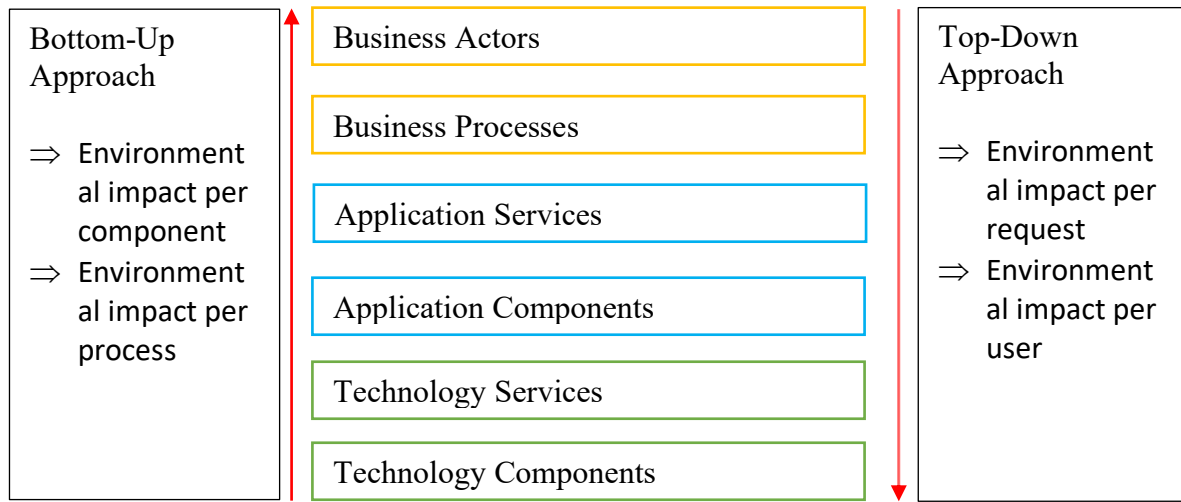 Bottom-Up
Approach
⇒ Environment
al impact per
component
⇒ Environment
al impact per
process
Business Actors
Business Processes
Application Services
Application Components
Technology Services
Technology Components
Top-Down
Approach
⇒ Environment
al impact per
request
⇒ Environment
al impact per
user